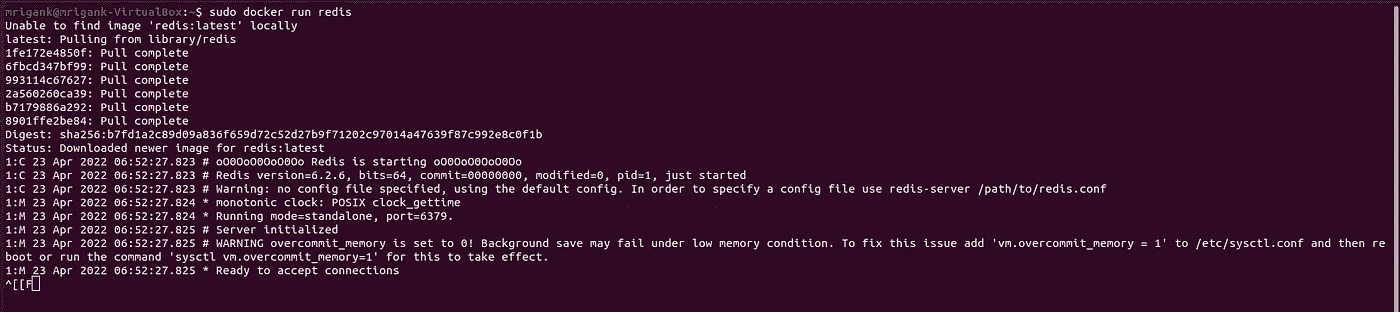 mrigank@mrigank-VirtualBox:~$ sudo docker run redis
Unable to find image 'redis:latest' locally
latest: Pulling from library/redis
1fe172e4850f: Pull complete
6fbcd347bf99: Pull complete
993114c67627: Pull complete
2a560260ca39: Pull complete
b7179886a292: Pull complete
8901ffe2be84: Pull complete
Digest: sha256:b7fd1a2c89d09a836f659d72c52d27b9f71202c97014a47639f87c992e8c0f1b
Status: Downloaded newer image for redis:latest
1:C 23 Apr 2022 06:52:27.823 # oO0OoO0OoO0Oo Redis is starting oO0OoO0OoO0Oo
1:C 23 Apr 2022 06:52:27.823 # Redis version=6.2.6, bits=64, commit=00000000, modified=0, pid=1, just started
1:C 23 Apr 2022 06:52:27.823 # Warning: no config file specified, using the default config. In order to specify a config file use redis-server /path/to/redis.conf
1:M 23 Apr 2022 06:52:27.824 * monotonic clock: POSIX clock_gettime
1:M 23 Apr 2022 06:52:27.824 * Running mode=standalone, port=6379.
1:M 23 Apr 2022 06:52:27.825 # Server initialized
1:M 23 Apr 2022 06:52:27.825 # WARNING overcommit_memory is set to 0! Background save may fail under low memory condition. To fix this issue add 'vm.overcommit_memory = 1' to /etc/sysctl.conf and then re
boot or run the command 'sysctl vm.overcommit_memory=1' for this to take effect.
1:M 23 Apr 2022 06:52:27.825 * Ready to accept connections
^[[F